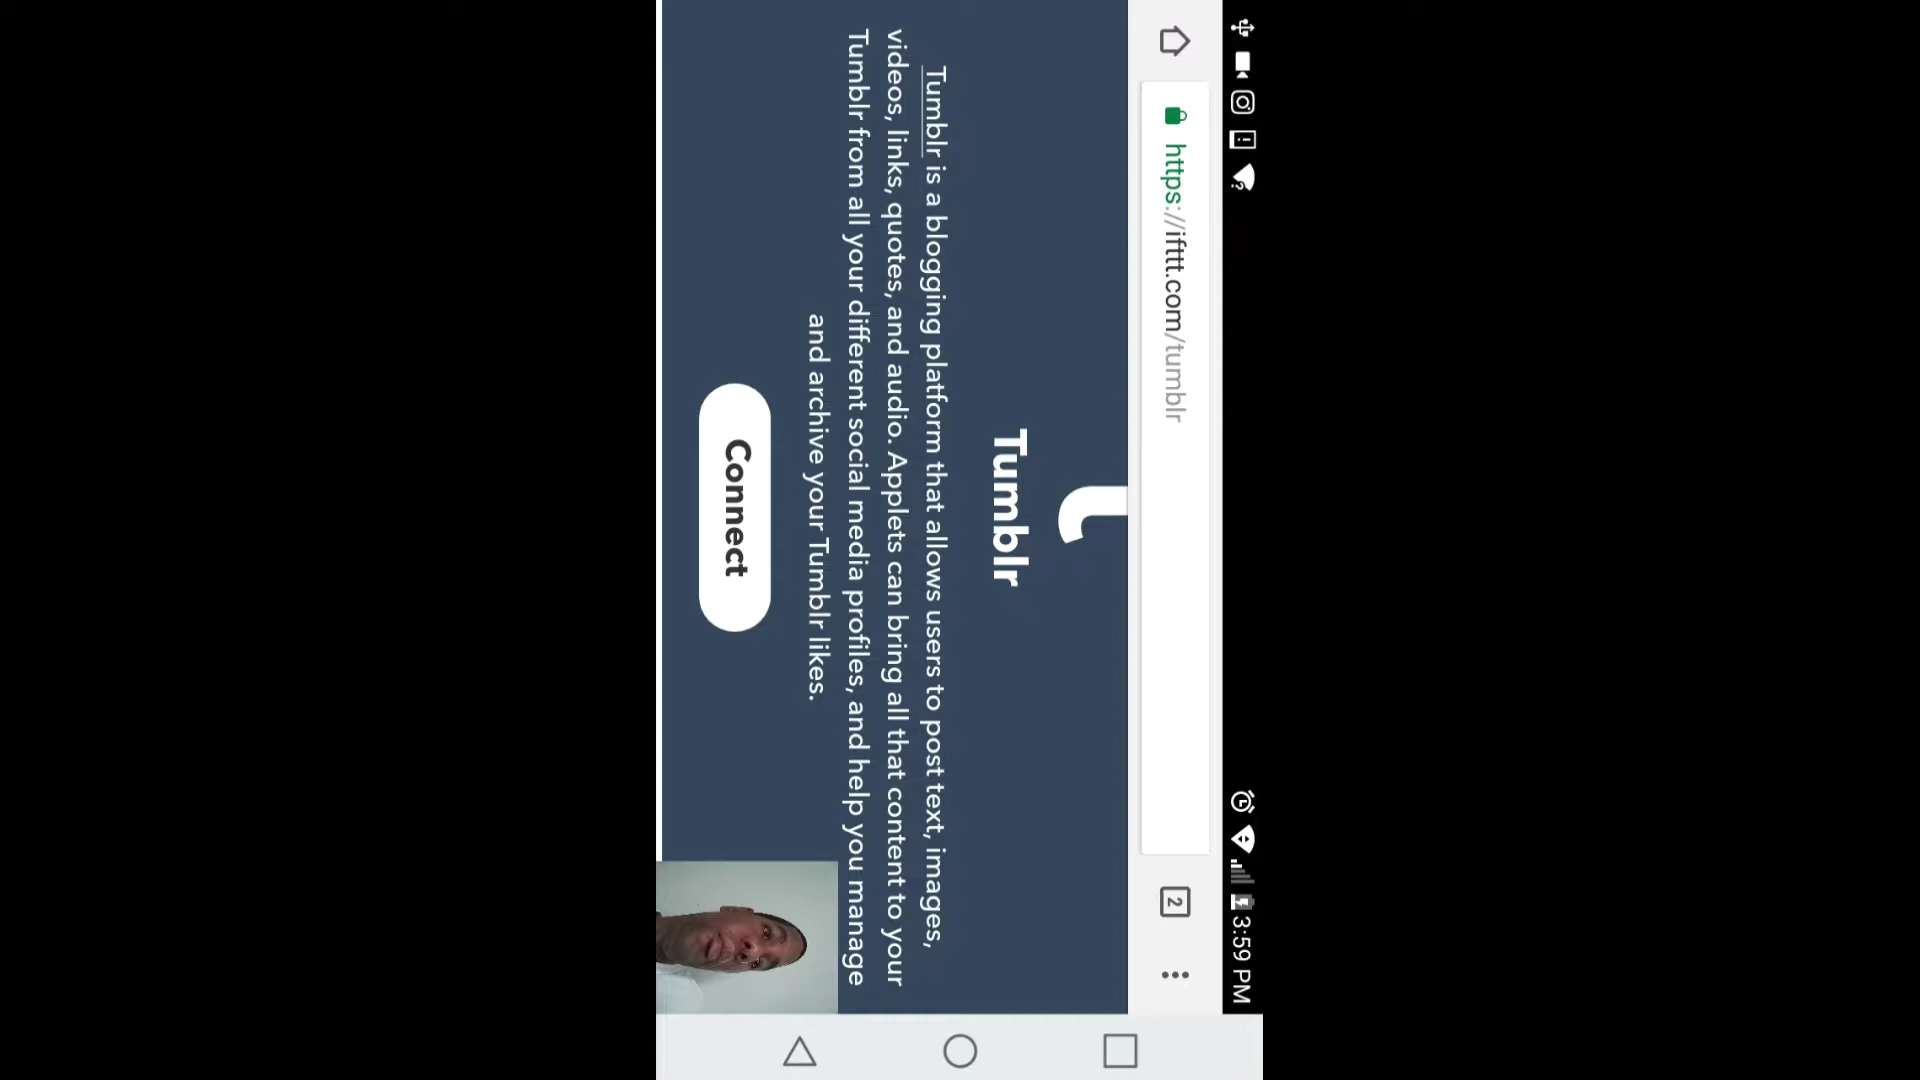 3:59 PM
https://ifttt.com/tumblr
2
Tumblr
Tumblr is a blogging platform that allows users to post text, images,
videos, links, quotes, and audio. Applets can bring all that content to your
Tumblr from all your different social media profiles, and help you manage
and archive your Tumblr likes.
Connect